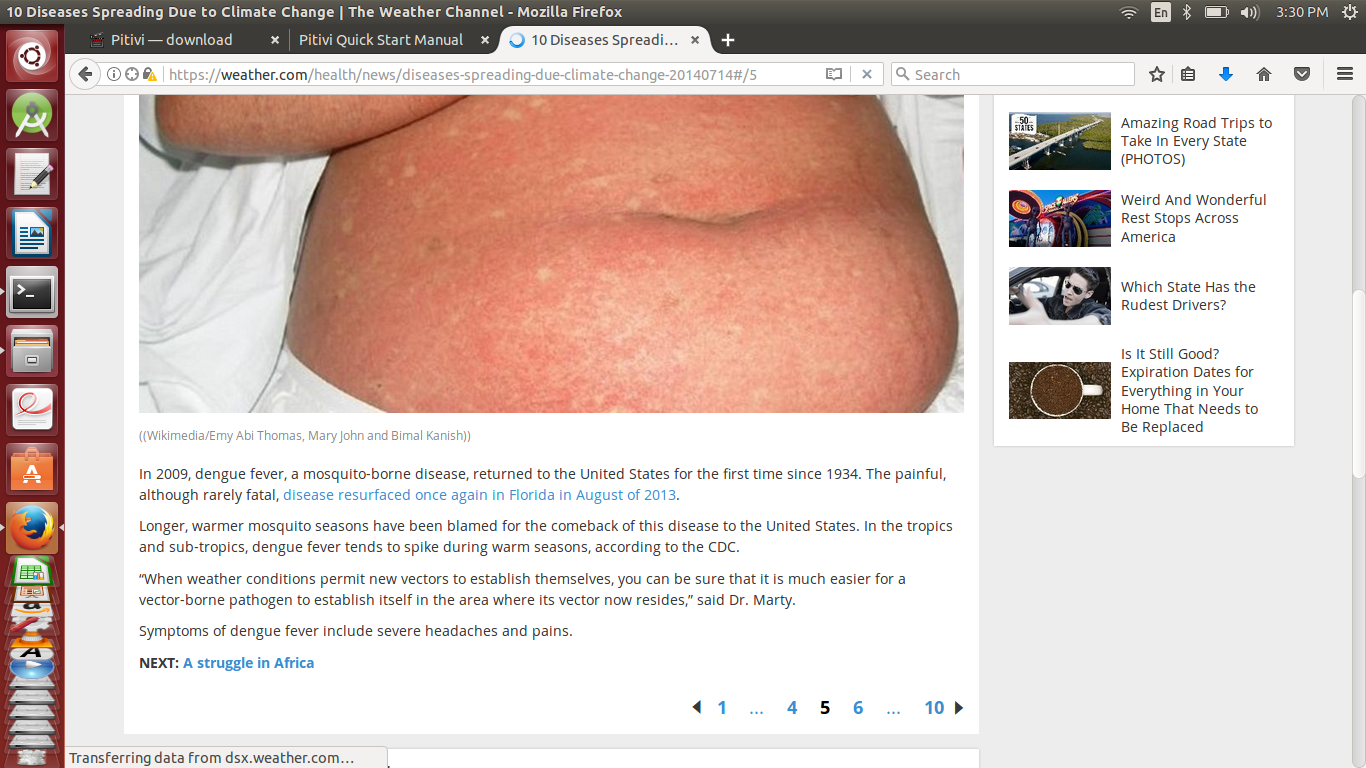 10 Diseases Spreading Due to Climate Change | The Weather Channel - Mozilla Firefox
En
3:30 PM
Pitivi — download
Pitivi Quick Start Manual
10 Diseases Spreadi...
https://weather.com/health/news/diseases-spreading-due-climate-change-20140714#/5
Search
((Wikimedia/Emy Abi Thomas, Mary John and Bimal Kanish))
In 2009, dengue fever, a mosquito-borne disease, returned to the United States for the first time since 1934. The painful,
although rarely fatal, disease resurfaced once again in Florida in August of 2013.
Longer, warmer mosquito seasons have been blamed for the comeback of this disease to the United States. In the tropics
and sub-tropics, dengue fever tends to spike during warm seasons, according to the CDC.
“When weather conditions permit new vectors to establish themselves, you can be sure that it is much easier for a
vector-borne pathogen to establish itself in the area where its vector now resides,” said Dr. Marty.
Symptoms of dengue fever include severe headaches and pains.
NEXT: A struggle in Africa
1 ... 4 5 6 ... 10
50
STATES
Amazing Road Trips to
Take In Every State
(PHOTOS)
Weird And Wonderful
Rest Stops Across
America
Which State Has the
Rudest Drivers?
Is It Still Good?
Expiration Dates for
Everything in Your
Home That Needs to
Be Replaced
Transferring data from dsx.weather.com...